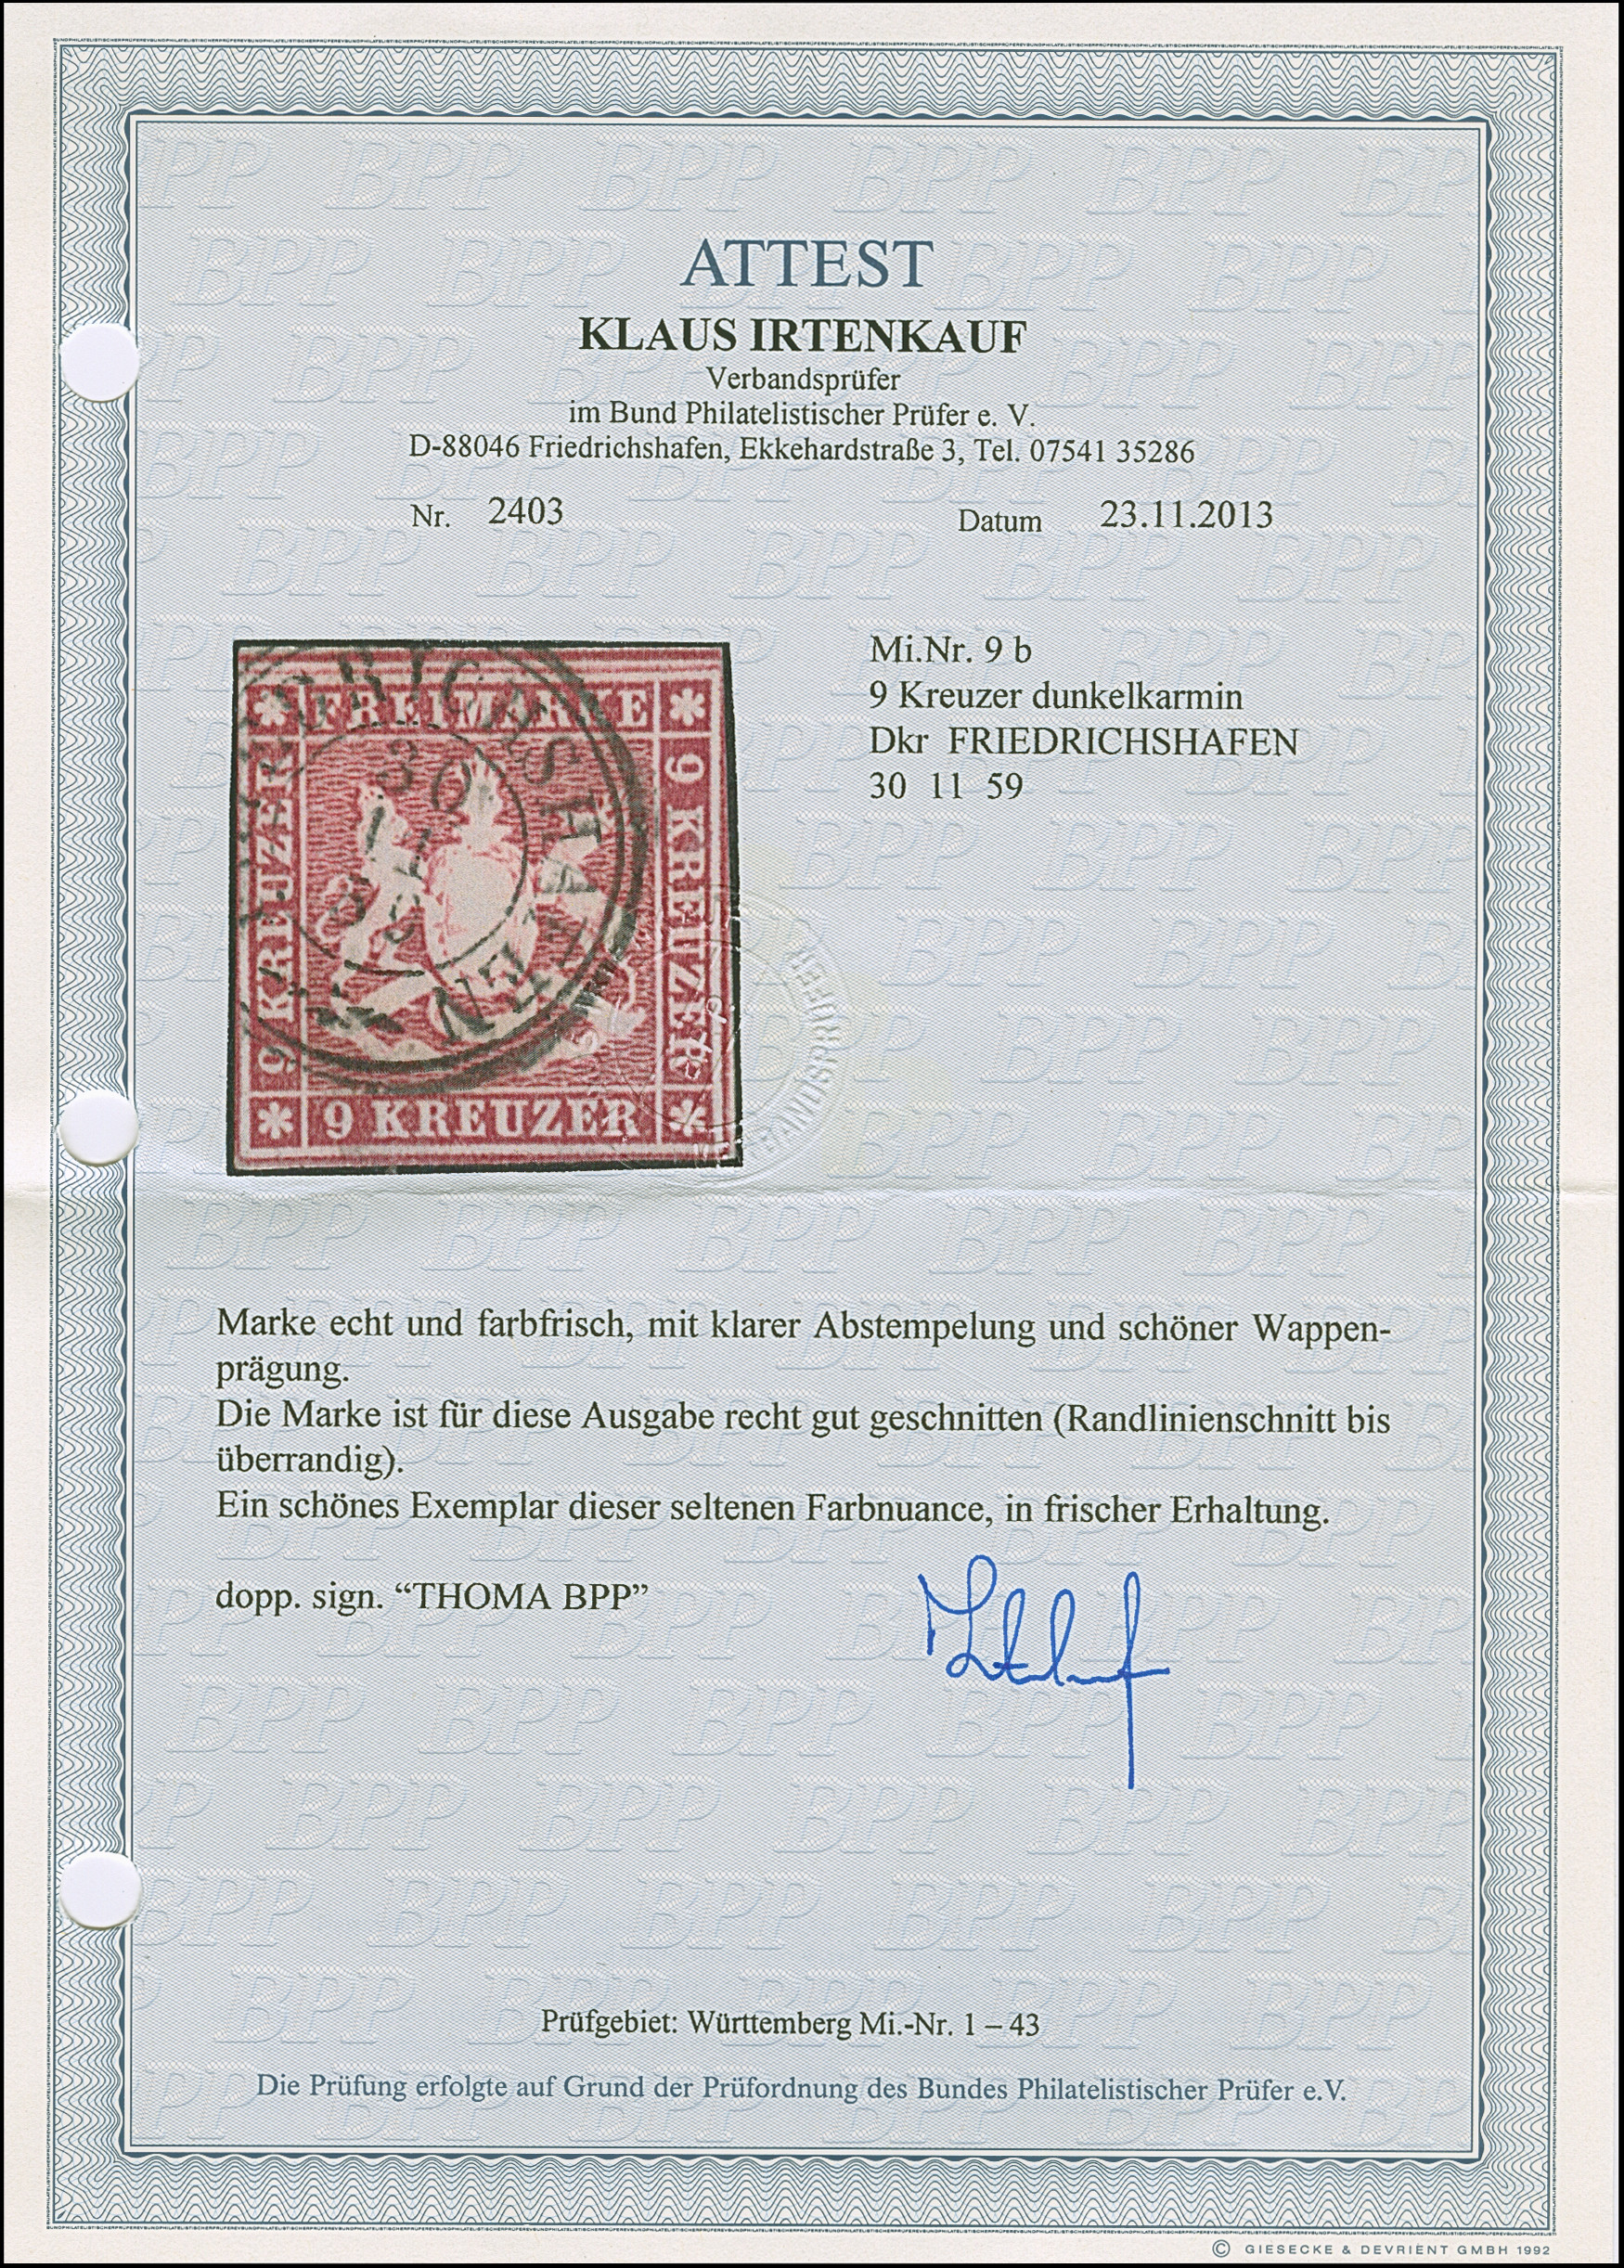 ATTEST
KLAUS IRTENKAUF
Verbandsprüfer
im Bund Philatelistischer Prüfer e. V.
D-88046 Friedrichshafen, Ekkehardstraße 3, Tel. 07541 35286
Nr. 2403 Datum 23.11.2013
FREIMARKE
9 KREUZER
9 KREUZER
9 KREUZER
FRIEDRICHSHAFEN
30
Mi.Nr. 9 b
9 Kreuzer dunkelkarmin
Dkr FRIEDRICHSHAFEN
30 11 59
Marke echt und farbfrisch, mit klarer Abstempelung und schöner Wappen-
prägung.
Die Marke ist für diese Ausgabe recht gut geschnitten (Randlinienschnitt bis
überrandig).
Ein schönes Exemplar dieser seltenen Farbnuance, in frischer Erhaltung.
dopp. sign. “THOMA BPP”
Prüfgebiet: Württemberg Mi.-Nr. 1 – 43
Die Prüfung erfolgte auf Grund der Prüfordnung des Bundes Philatelistischer Prüfer e.V.
© GIESECKE & DEVRIENT GMBH 1992